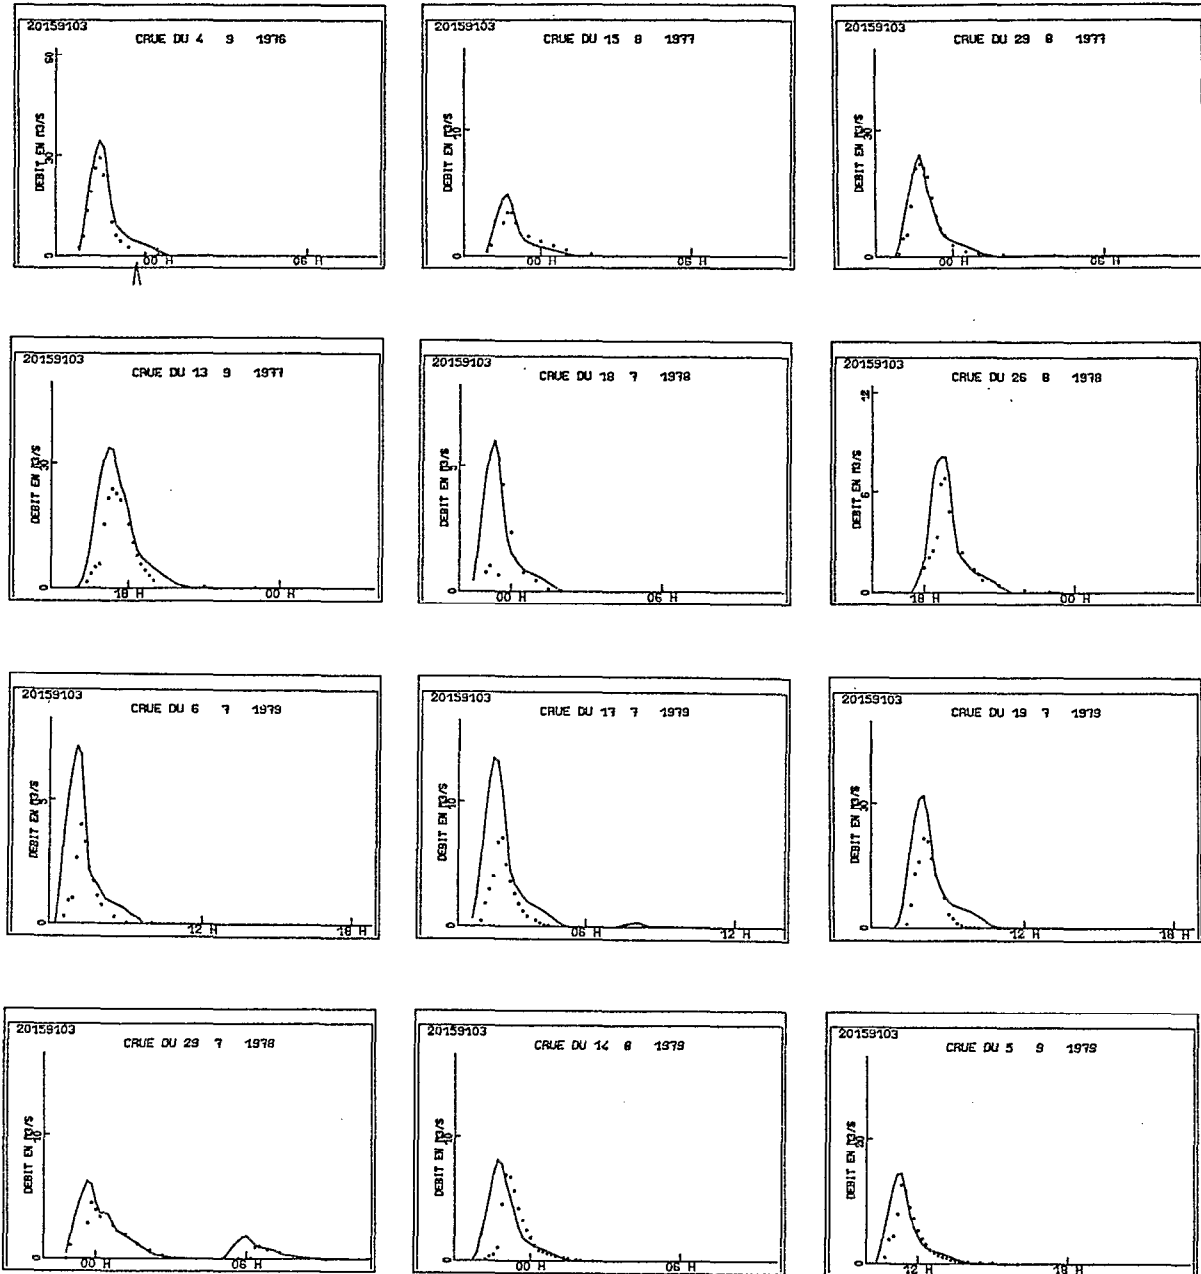 20159103
CRUE DU 4 9 1976
DEBIT EN M3/S
60
30
0
00 H
06 H
20159103
CRUE DU 15 8 1977
DEBIT EN M3/S
10
0
00 H
06 H
20159103
CRUE DU 29 8 1977
DEBIT EN M3/S
30
0
00 H
06 H
20159103
CRUE DU 13 9 1977
DEBIT EN M3/S
30
0
18 H
00 H
20159103
CRUE DU 18 7 1978
DEBIT EN M3/S
5
0
00 H
06 H
20159103
CRUE DU 26 8 1978
DEBIT EN M3/S
12
6
0
18 H
00 H
20159103
CRUE DU 6 7 1979
DEBIT EN M3/S
5
0
12 H
18 H
20159103
CRUE DU 17 7 1979
DEBIT EN M3/S
10
0
06 H
12 H
20159103
CRUE DU 19 7 1979
DEBIT EN M3/S
30
0
12 H
18 H
20159103
CRUE DU 29 7 1979
DEBIT EN M3/S
10
0
00 H
06 H
20159103
CRUE DU 14 8 1979
DEBIT EN M3/S
10
0
00 H
06 H
20159103
CRUE DU 5 9 1979
DEBIT EN M3/S
20
0
12 H
18 H